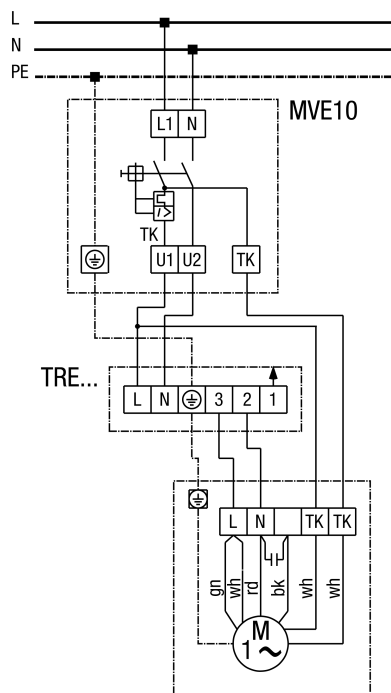 L
N
PE
MVE10
L1 N
TK
U1 U2 TK
TRE...
L N 3 2 1
L N TK TK
gn wh rd bk wh wh
M
1 ~